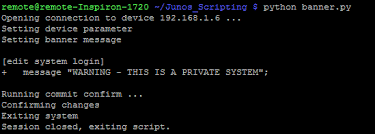 remote@remote-Inspiron-1720 ~/Junos_Scripting $ python banner.py
Opening connection to device 192.168.1.6 ...
Setting device parameter
Setting banner message
[edit system login]
+   message "WARNING - THIS IS A PRIVATE SYSTEM";
Running commit confirm ...
Confirming changes
Exiting system
Session closed, exiting script.